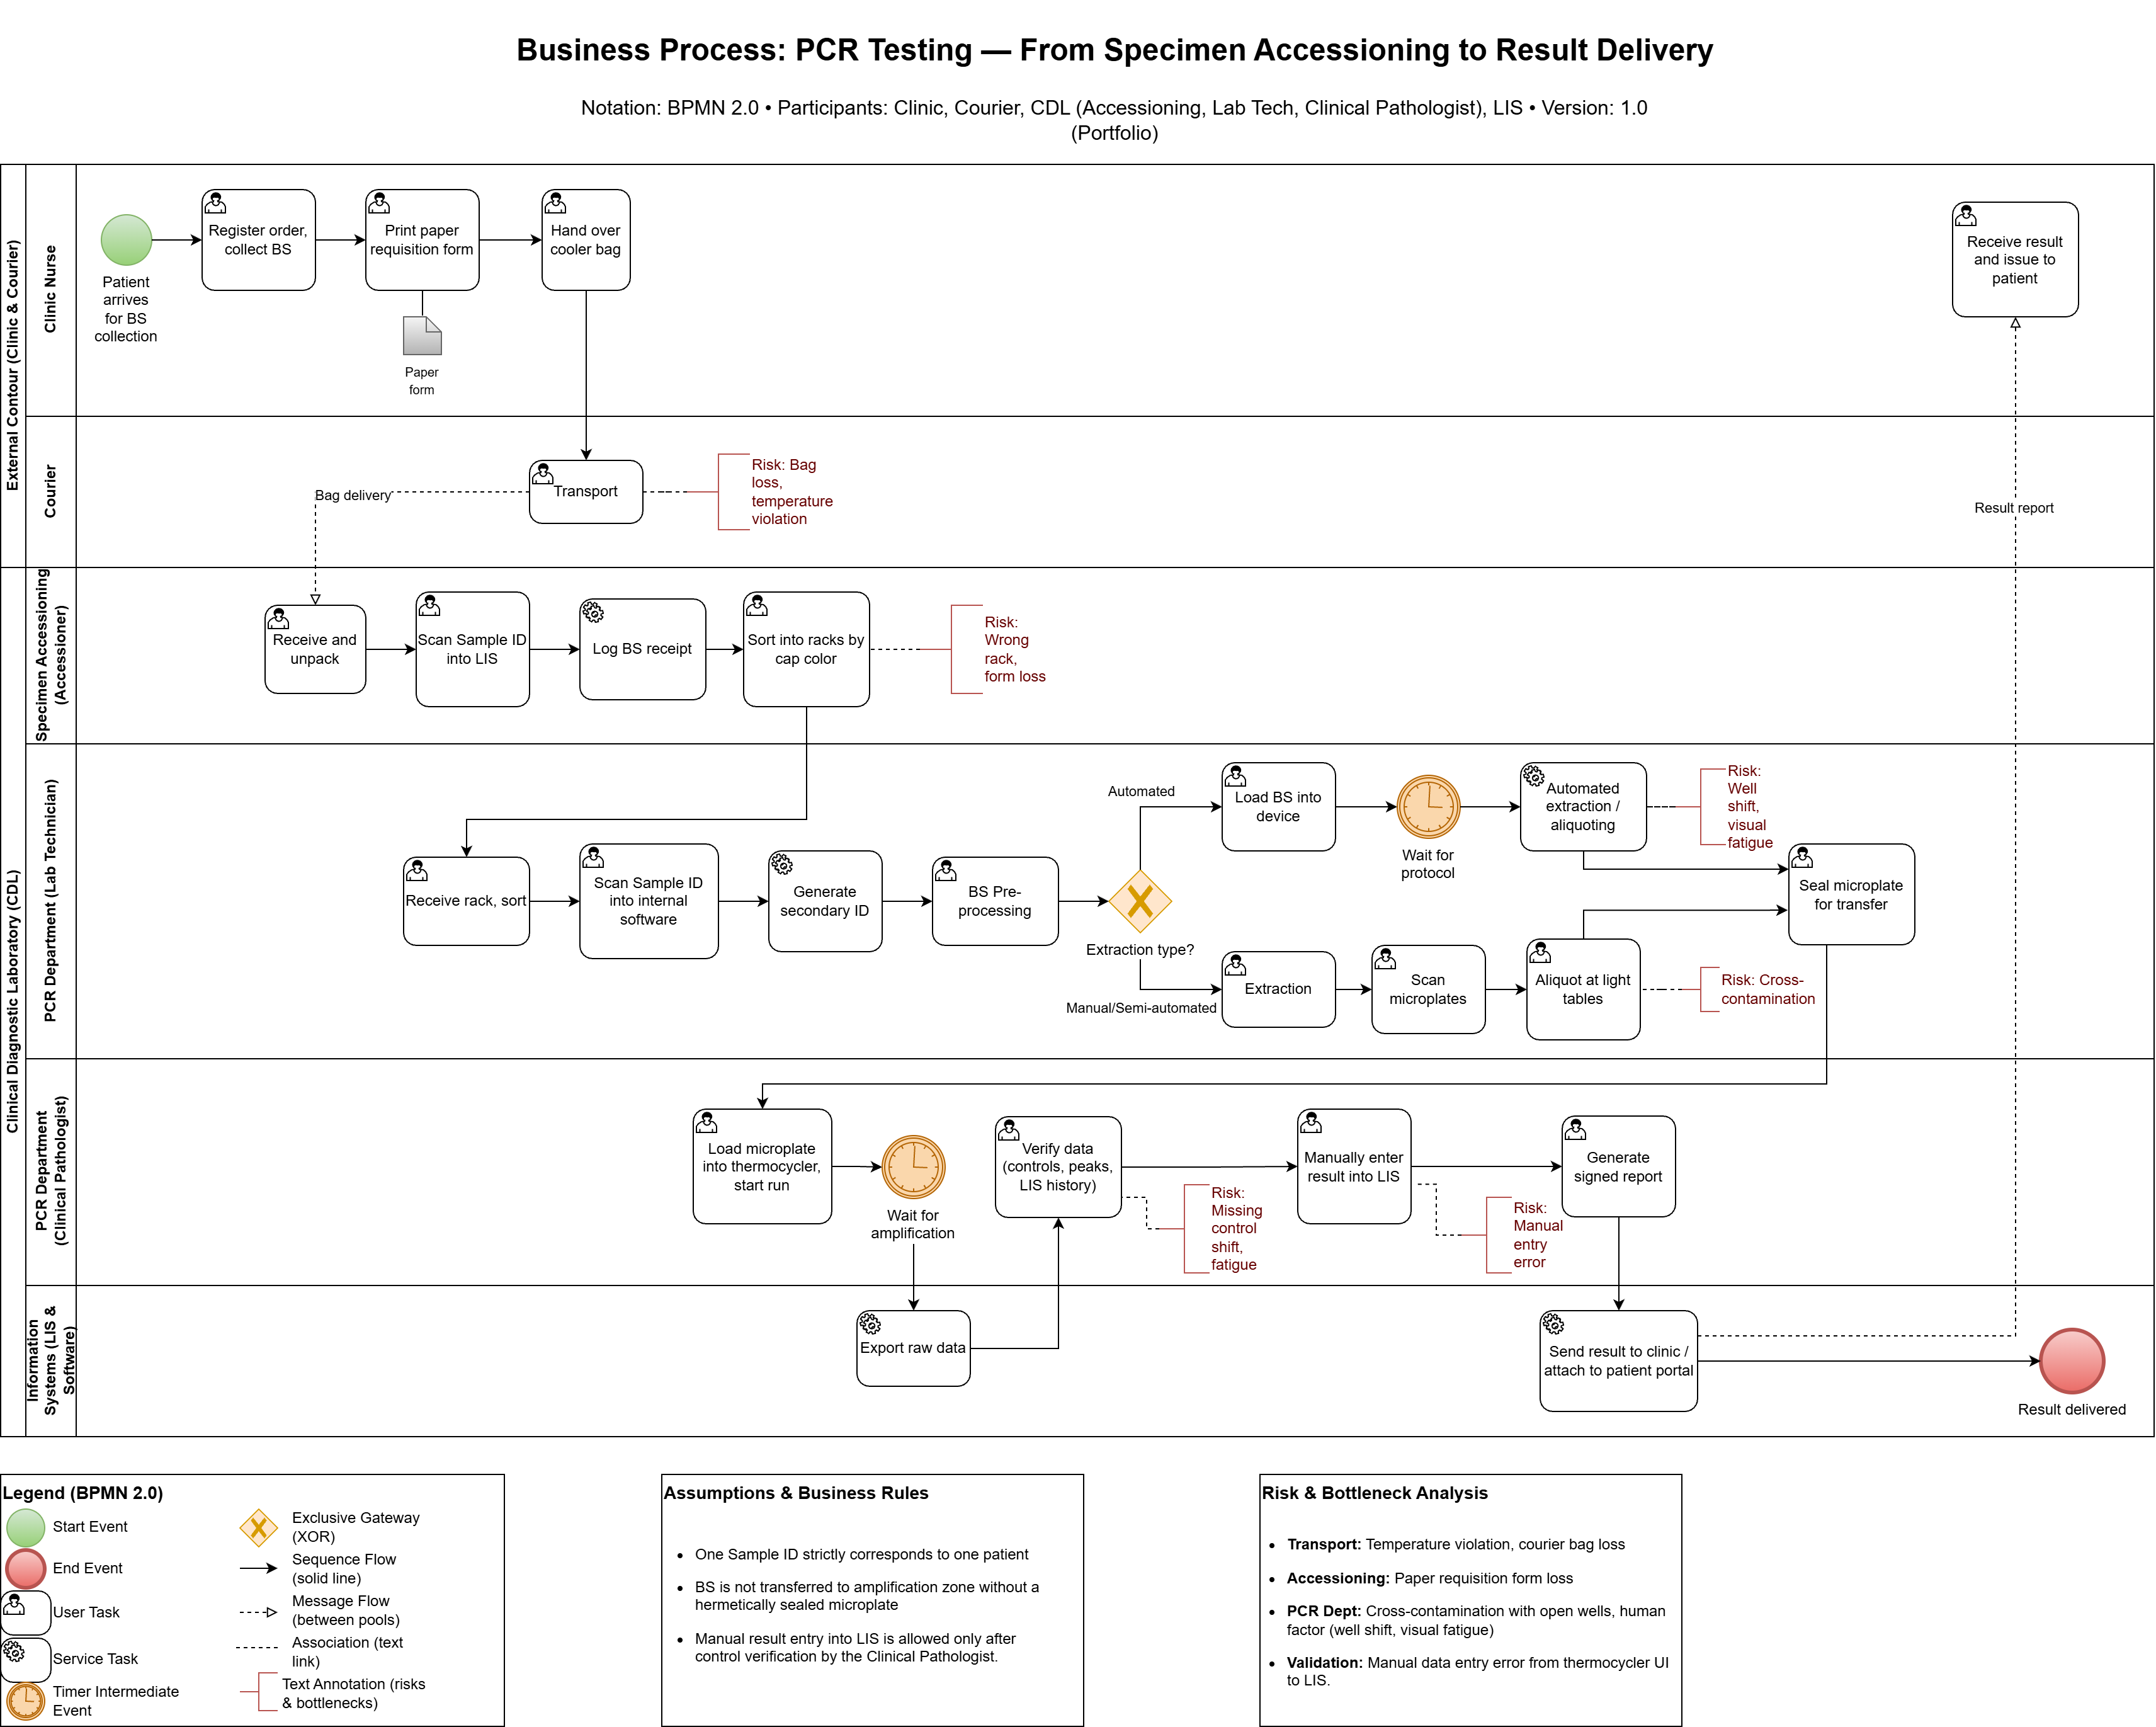 Business Process: PCR Testing — From Specimen Accessioning to Result Delivery
Notation: BPMN 2.0 • Participants: Clinic, Courier, CDL (Accessioning, Lab Tech, Clinical Pathologist), LIS • Version: 1.0
(Portfolio)
External Contour (Clinic & Courier)
Clinic Nurse
Patient
arrives
for BS
collection
Register order,
collect BS
Print paper
requisition form
Paper
form
Hand over
cooler bag
Receive result
and issue to
patient
Courier
Bag delivery
Transport
Risk: Bag
loss,
temperature
violation
Result report
Clinical Diagnostic Laboratory (CDL)
Specimen Accessioning
(Accessioner)
Receive and
unpack
Scan Sample ID
into LIS
Log BS receipt
Sort into racks by
cap color
Risk:
Wrong
rack,
form loss
PCR Department (Lab Technician)
Receive rack, sort
Scan Sample ID
into internal
software
Generate
secondary ID
BS Pre-
processing
Extraction type?
Automated
Load BS into
device
Wait for
protocol
Automated
extraction /
aliquoting
Risk:
Well
shift,
visual
fatigue
Manual/Semi-automated
Extraction
Scan
microplates
Aliquot at light
tables
Risk: Cross-
contamination
Seal microplate
for transfer
PCR Department
(Clinical Pathologist)
Load microplate
into thermocycler,
start run
Wait for
amplification
Verify data
(controls, peaks,
LIS history)
Risk:
Missing
control
shift,
fatigue
Manually enter
result into LIS
Risk:
Manual
entry
error
Generate
signed report
Information
Systems (LIS &
Software)
Export raw data
Send result to clinic /
attach to patient portal
Result delivered
Legend (BPMN 2.0)
Start Event
End Event
User Task
Service Task
Timer Intermediate
Event
Exclusive Gateway
(XOR)
Sequence Flow
(solid line)
Message Flow
(between pools)
Association (text
link)
Text Annotation (risks
& bottlenecks)
Assumptions & Business Rules
• One Sample ID strictly corresponds to one patient
• BS is not transferred to amplification zone without a
hermetically sealed microplate
• Manual result entry into LIS is allowed only after
control verification by the Clinical Pathologist.
Risk & Bottleneck Analysis
• Transport: Temperature violation, courier bag loss
• Accessioning: Paper requisition form loss
• PCR Dept: Cross-contamination with open wells, human
factor (well shift, visual fatigue)
• Validation: Manual data entry error from thermocycler UI
to LIS.